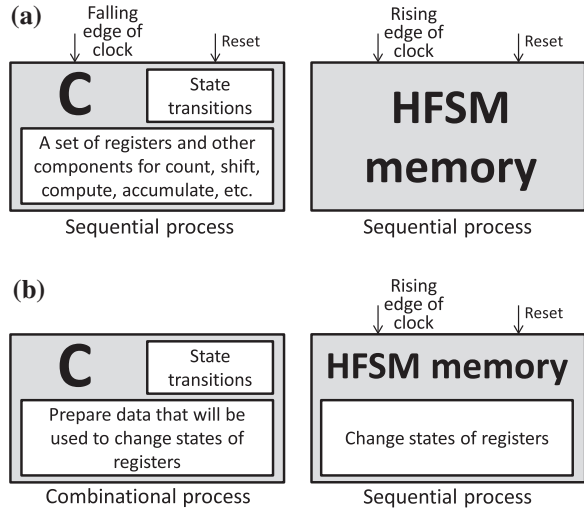 (a)
Falling
edge of
clock
Reset
C
State
transitions
A set of registers and other
components for count, shift,
compute, accumulate, etc.
Sequential process
Rising
edge of
clock
Reset
HFSM
memory
Sequential process
(b)
C
State
transitions
Prepare data that will be
used to change states of
registers
Combinational process
Rising
edge of
clock
Reset
HFSM memory
Change states of registers
Sequential process